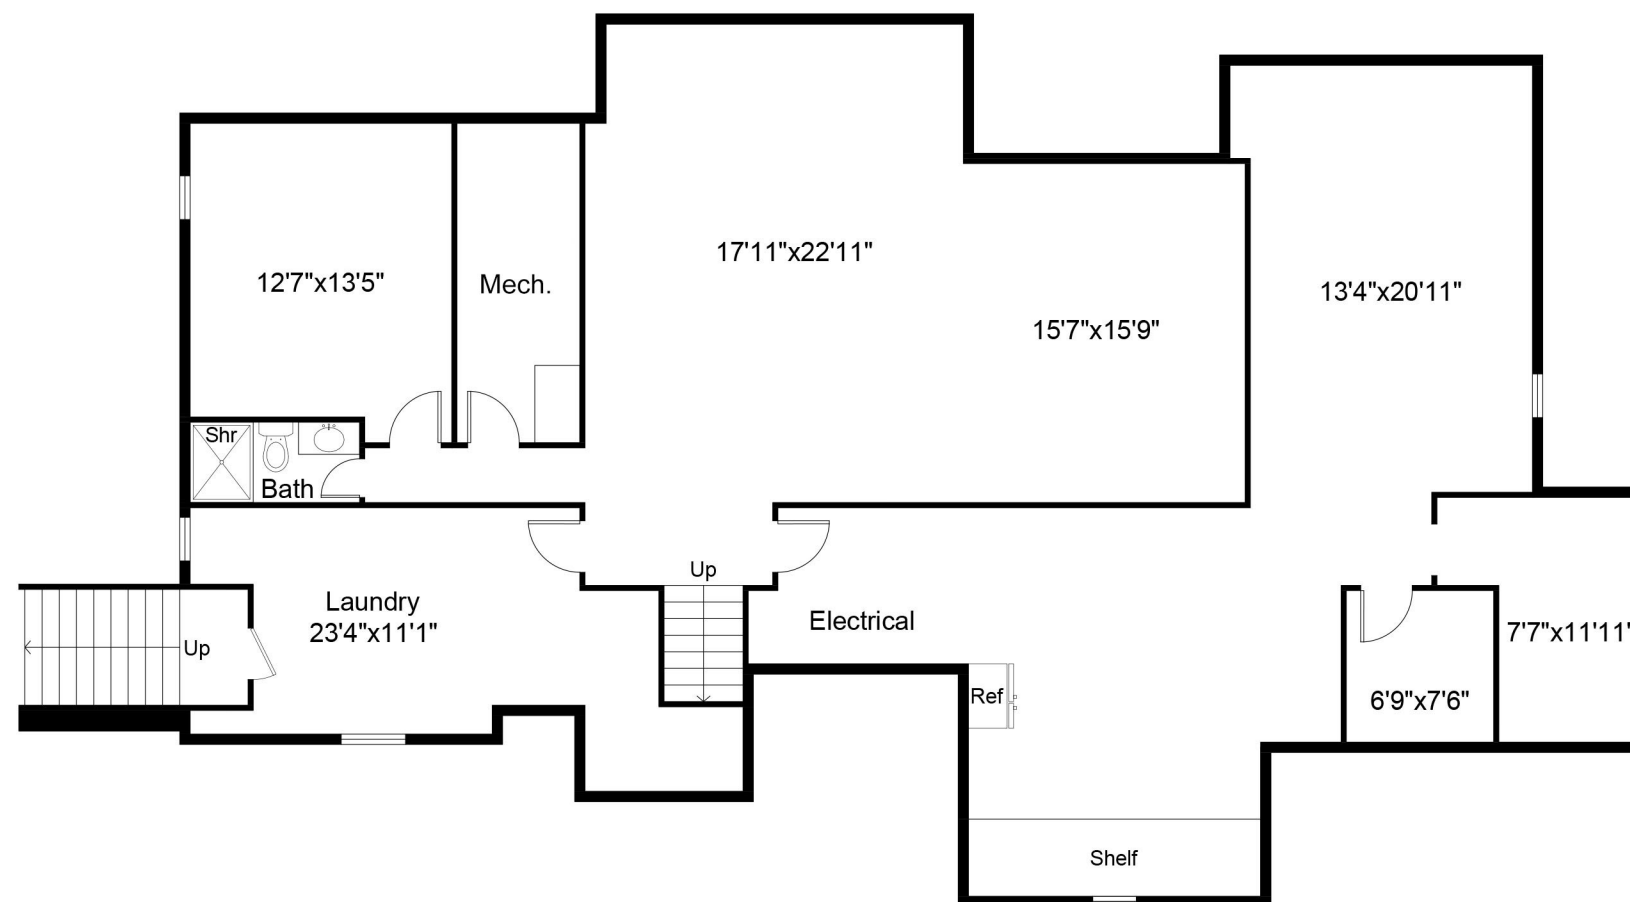 17'11"x22'11"
12'7"x13'5"
Mech.
13'4"x20'11"
15'7"x15'9"
Shr
Bath
Up
Laundry
23'4"x11'1"
Electrical
7'7"x11'11'
Up
Ref
6'9"x7'6"
Shelf